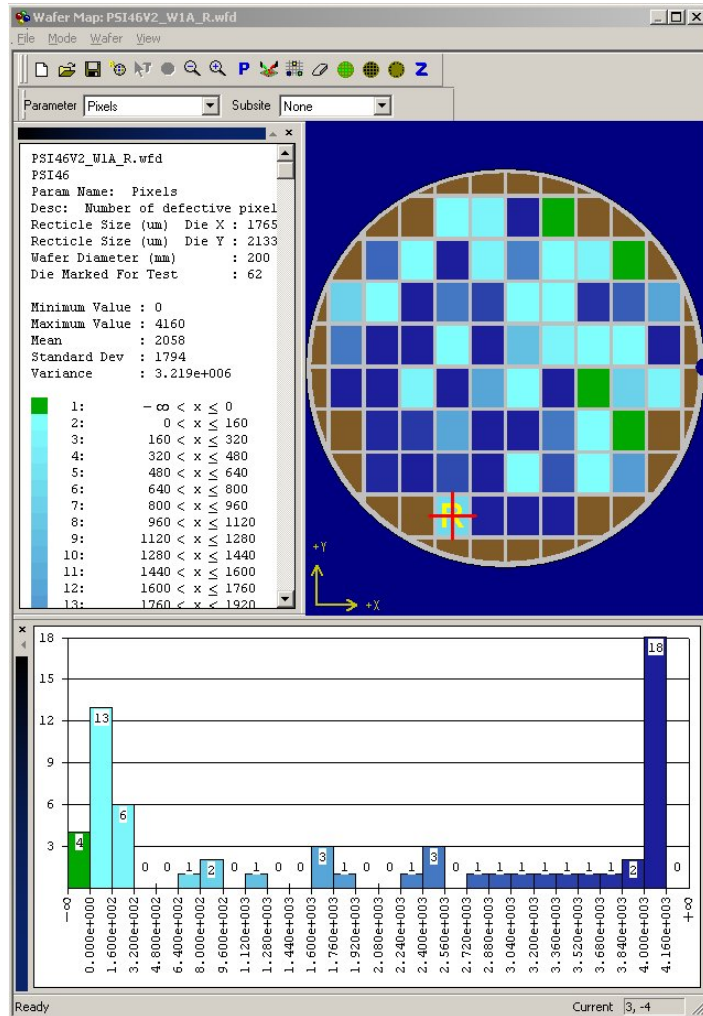 Wafer Map: PSI46V2_W1A_R.wfd
File Mode Wafer View
P Z
Parameter Pixels Subsite None
PSI46V2_W1A_R.wfd
PSI46
Param Name: Pixels
Desc: Number of defective pixel
Recticle Size (um) Die X : 1765
Recticle Size (um) Die Y : 2133
Wafer Diameter (mm) : 200
Die Marked For Test : 62
Minimum Value : 0
Maximum Value : 4160
Mean : 2058
Standard Dev : 1794
Variance : 3.219e+006
1: -∞ < x ≤ 0
2: 0 < x ≤ 160
3: 160 < x ≤ 320
4: 320 < x ≤ 480
5: 480 < x ≤ 640
6: 640 < x ≤ 800
7: 800 < x ≤ 960
8: 960 < x ≤ 1120
9: 1120 < x ≤ 1280
10: 1280 < x ≤ 1440
11: 1440 < x ≤ 1600
12: 1600 < x ≤ 1760
13: 1760 < x ≤ 1920
R
+Y
+X
18
15
12
9
6
3
4 13 6 0 0 1 2 0 1 0 0 3 1 0 0 1 3 0 1 1 1 1 1 1 1 2 18 0
-∞
0.000e+000
1.600e+002
3.200e+002
4.800e+002
6.400e+002
8.000e+002
9.600e+002
1.120e+003
1.280e+003
1.440e+003
1.600e+003
1.760e+003
1.920e+003
2.080e+003
2.240e+003
2.400e+003
2.560e+003
2.720e+003
2.880e+003
3.040e+003
3.200e+003
3.360e+003
3.520e+003
3.680e+003
3.840e+003
4.000e+003
4.160e+003
+∞
Ready Current 3, -4